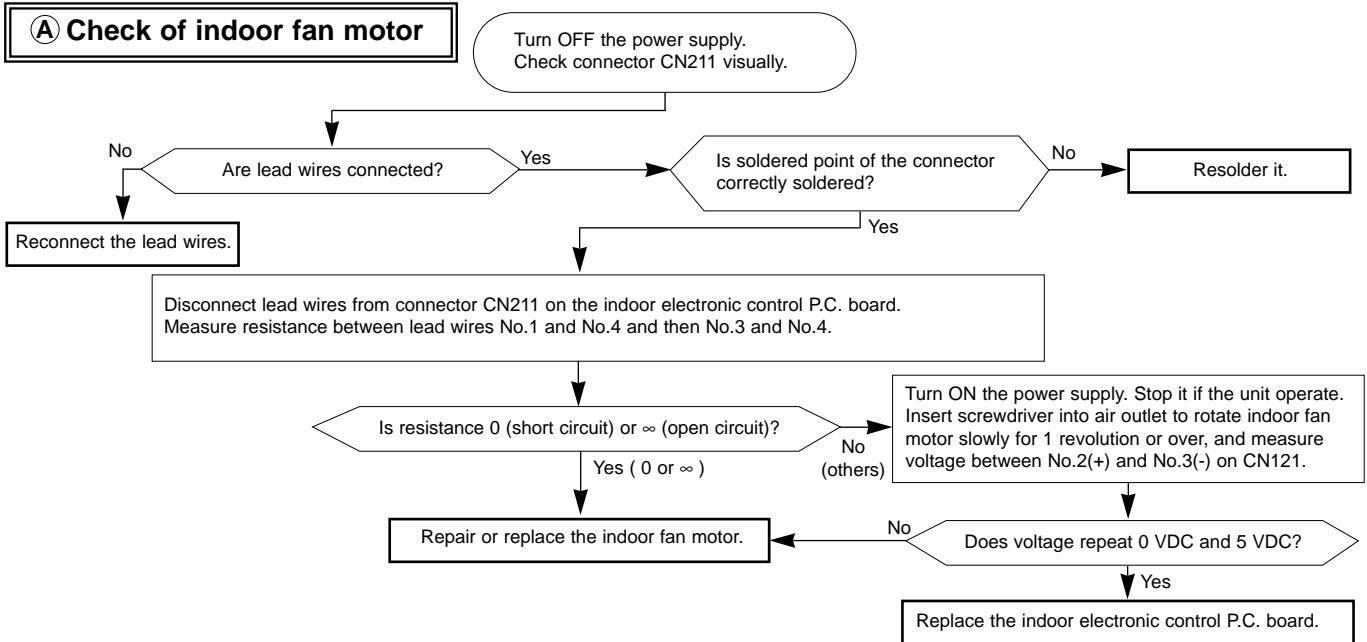 Ⓐ Check of indoor fan motor
Turn OFF the power supply.
Check connector CN211 visually.
No
Are lead wires connected?
Yes
Is soldered point of the connector
correctly soldered?
No
Resolder it.
Reconnect the lead wires.
Yes
Disconnect lead wires from connector CN211 on the indoor electronic control P.C. board.
Measure resistance between lead wires No.1 and No.4 and then No.3 and No.4.
Is resistance 0 (short circuit) or ∞ (open circuit)?
No
(others)
Turn ON the power supply. Stop it if the unit operate.
Insert screwdriver into air outlet to rotate indoor fan
motor slowly for 1 revolution or over, and measure
voltage between No.2(+) and No.3(-) on CN121.
Yes ( 0 or ∞ )
Repair or replace the indoor fan motor.
No
Does voltage repeat 0 VDC and 5 VDC?
Yes
Replace the indoor electronic control P.C. board.